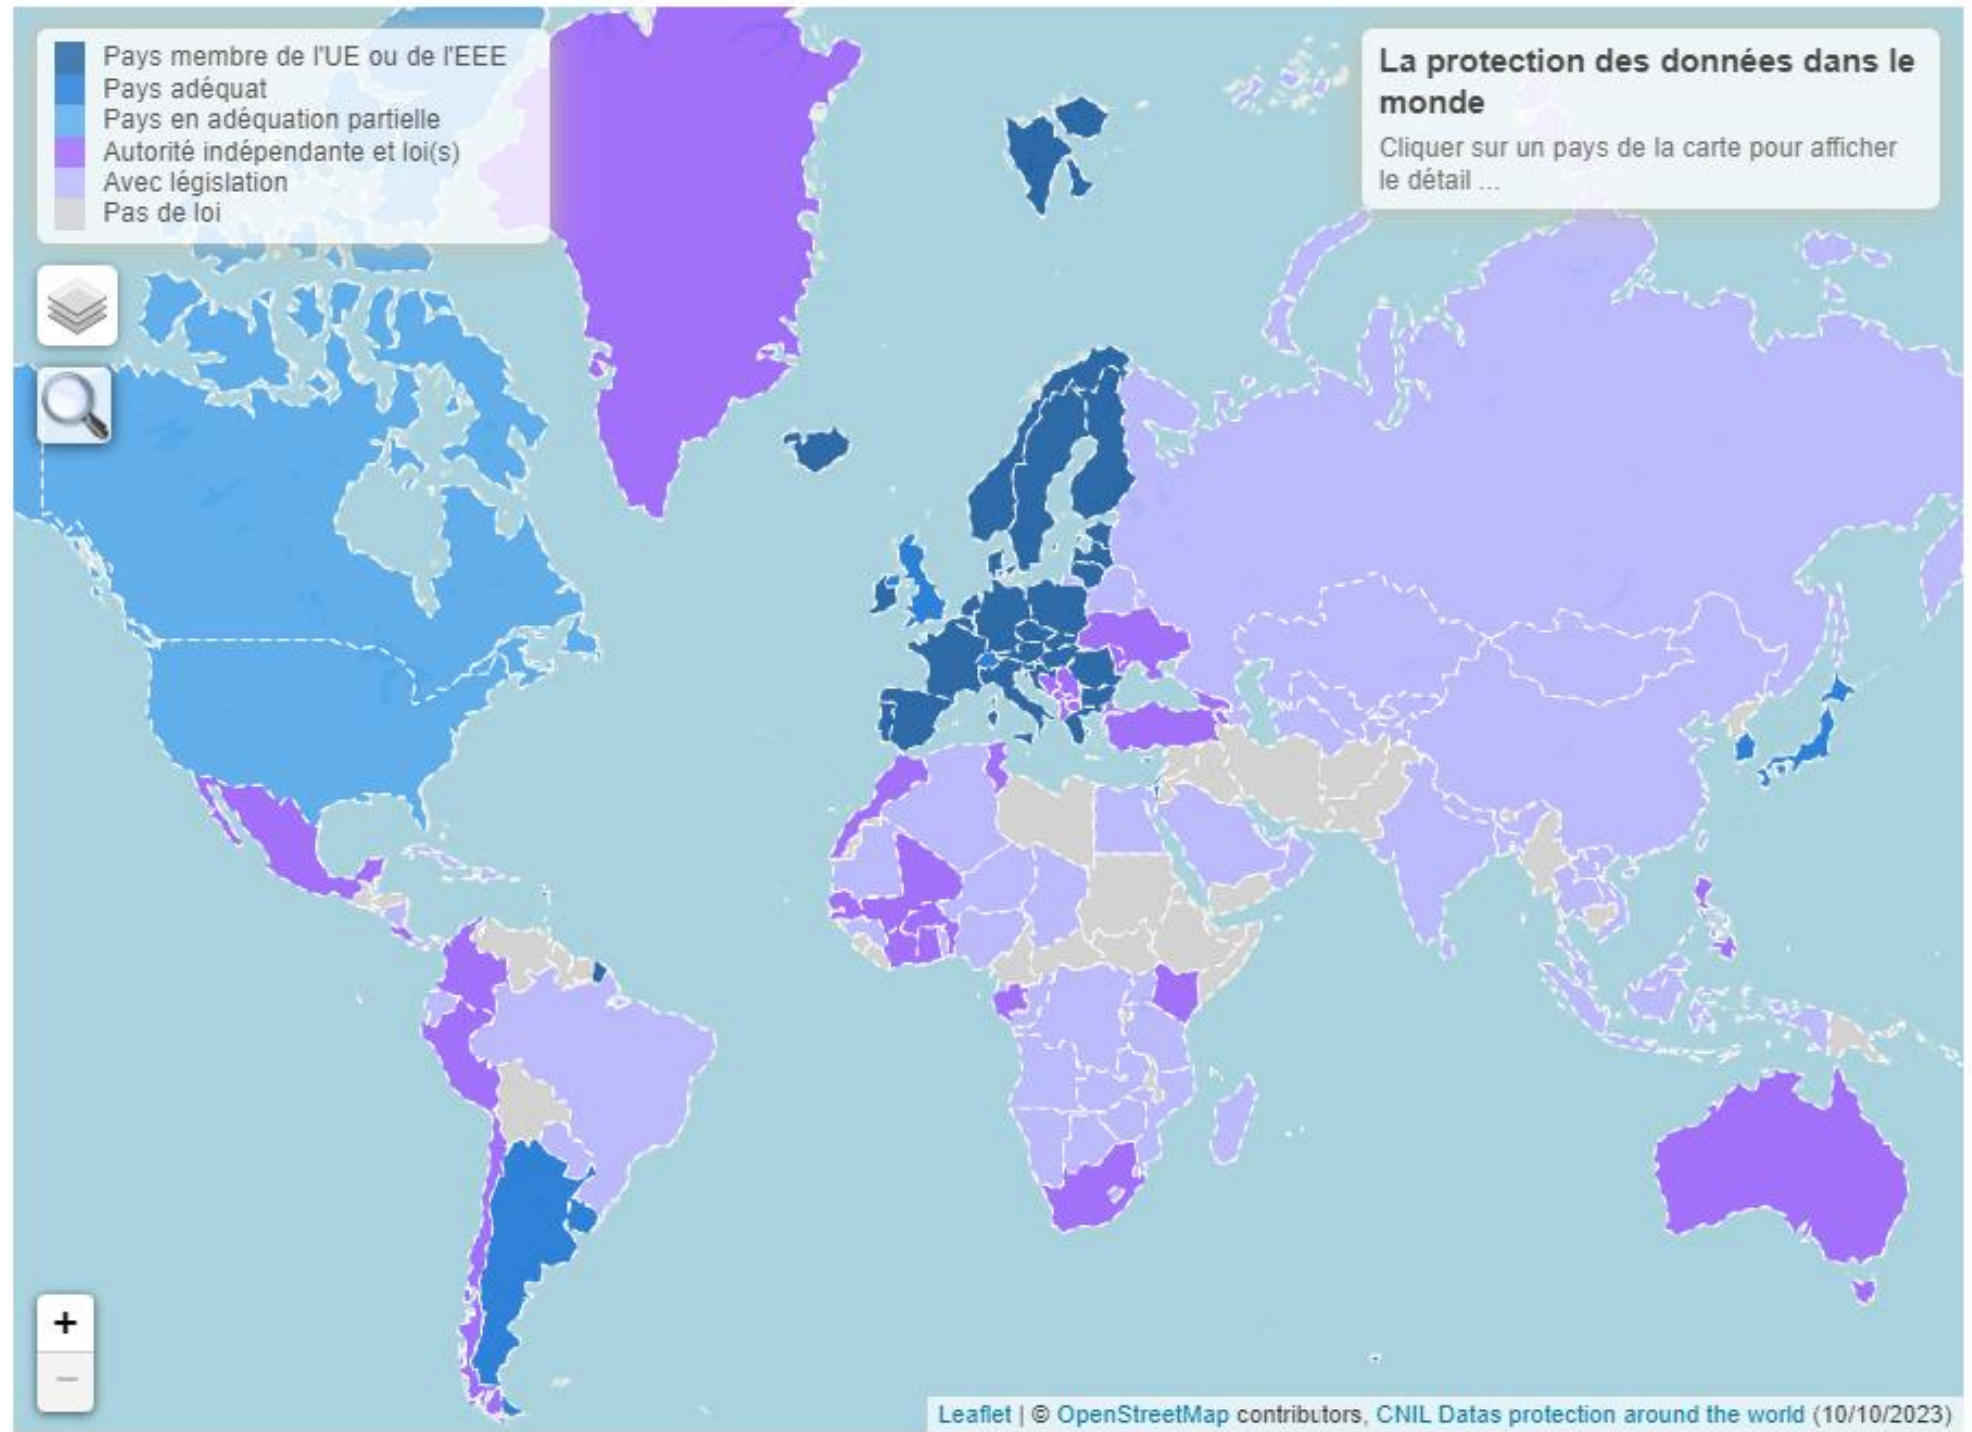 Pays membre de l'UE ou de l'EEE
Pays adéquat
Pays en adéquation partielle
Autorité indépendante et loi(s)
Avec législation
Pas de loi
La protection des données dans le
monde
Cliquer sur un pays de la carte pour afficher
le détail ...
+
−
Leaflet | © OpenStreetMap contributors, CNIL Datas protection around the world (10/10/2023)